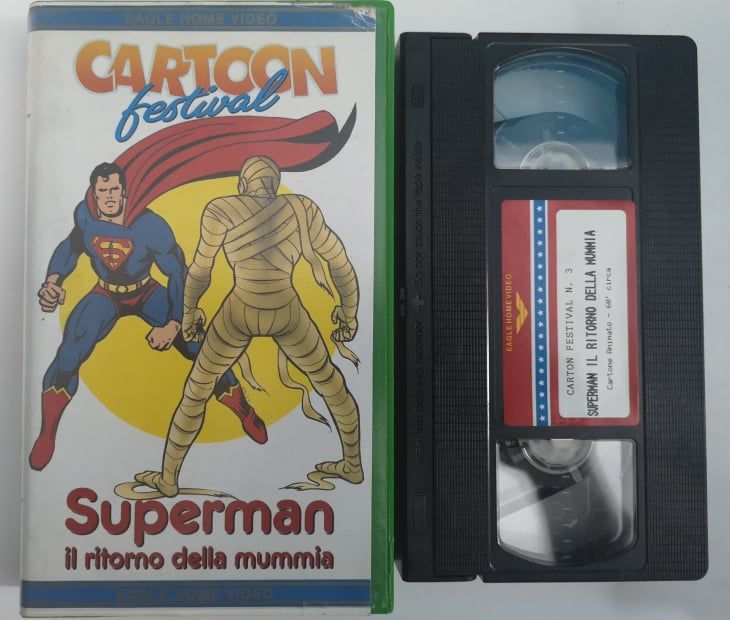 EAGLE HOME VIDEO
CARTOON
festival
S
Superman
il ritorno della mummia
EAGLE HOME VIDEO
EAGLE HOME VIDEO
CARTON FESTIVAL N. 3
SUPERMAN IL RITORNO DELLA MUMMIA
Cartone Animato - 60' circa